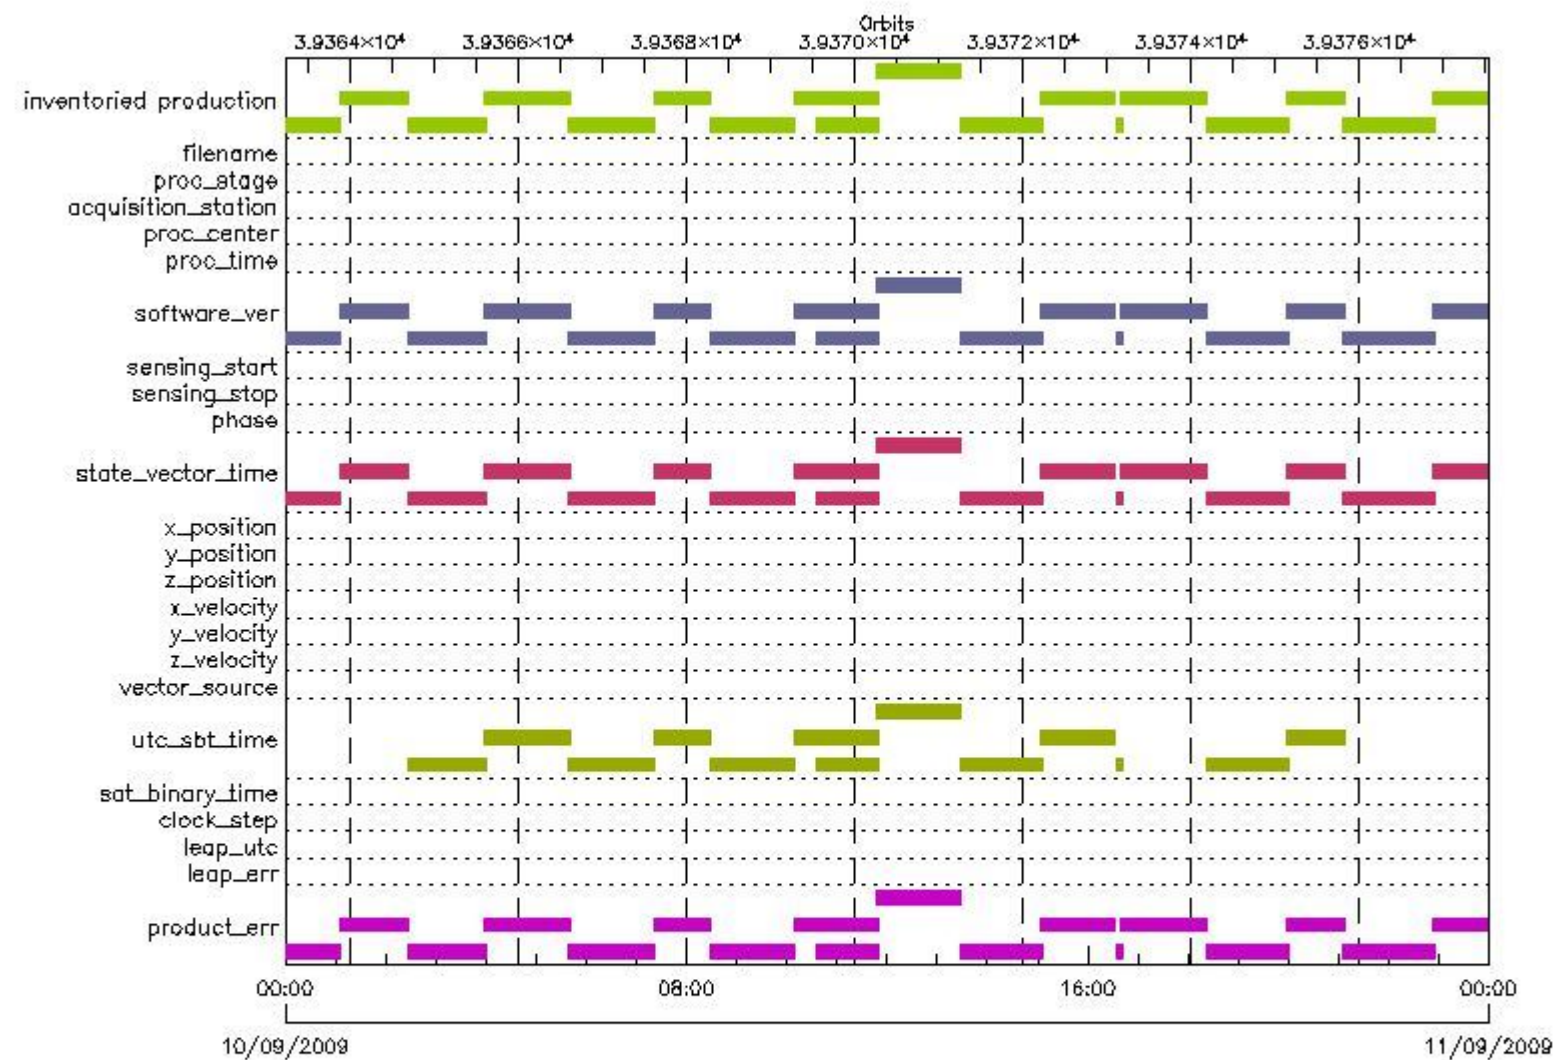 Orbits
3.9364×10⁴ 3.9366×10⁴ 3.9368×10⁴ 3.9370×10⁴ 3.9372×10⁴ 3.9374×10⁴ 3.9376×10⁴
inventoried production
filename
proc_stage
acquisition_station
proc_center
proc_time
software_ver
sensing_start
sensing_stop
phase
state_vector_time
x_position
y_position
z_position
x_velocity
y_velocity
z_velocity
vector_source
utc_sbt_time
sat_binary_time
clock_step
leap_utc
leap_err
product_err
00:00 08:00 16:00 00:00
10/09/2009 11/09/2009